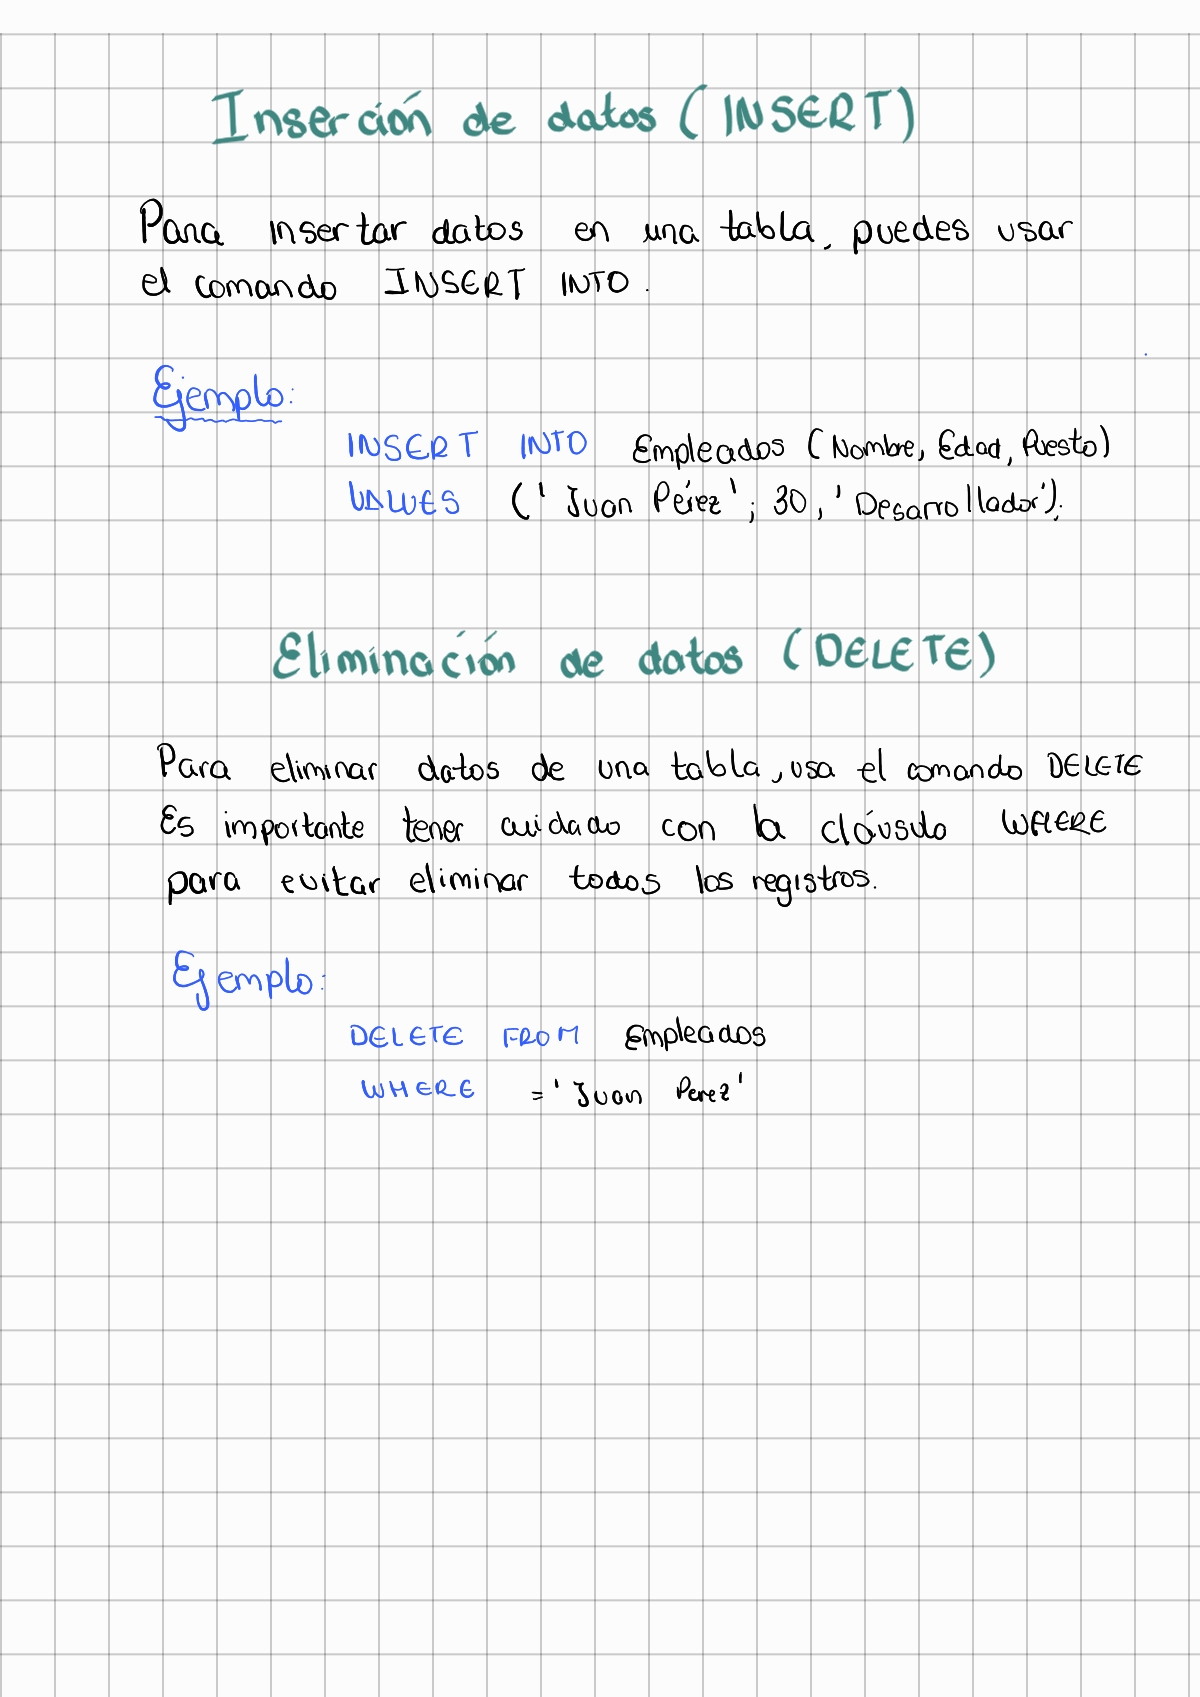 Inserción de datos (INSERT)
Para insertar datos en una tabla, puedes usar
el comando INSERT INTO.
Ejemplo:
INSERT INTO Empleados (Nombre, Edad, Puesto)
VALUES ('Juan Pérez'; 30, 'Desarrollador');
Eliminación de datos (DELETE)
Para eliminar datos de una tabla, usa el comando DELETE
Es importante tener cuidado con la cláusula WHERE
para evitar eliminar todos los registros.
Ejemplo:
DELETE FROM Empleados
WHERE = 'Juan Perez'